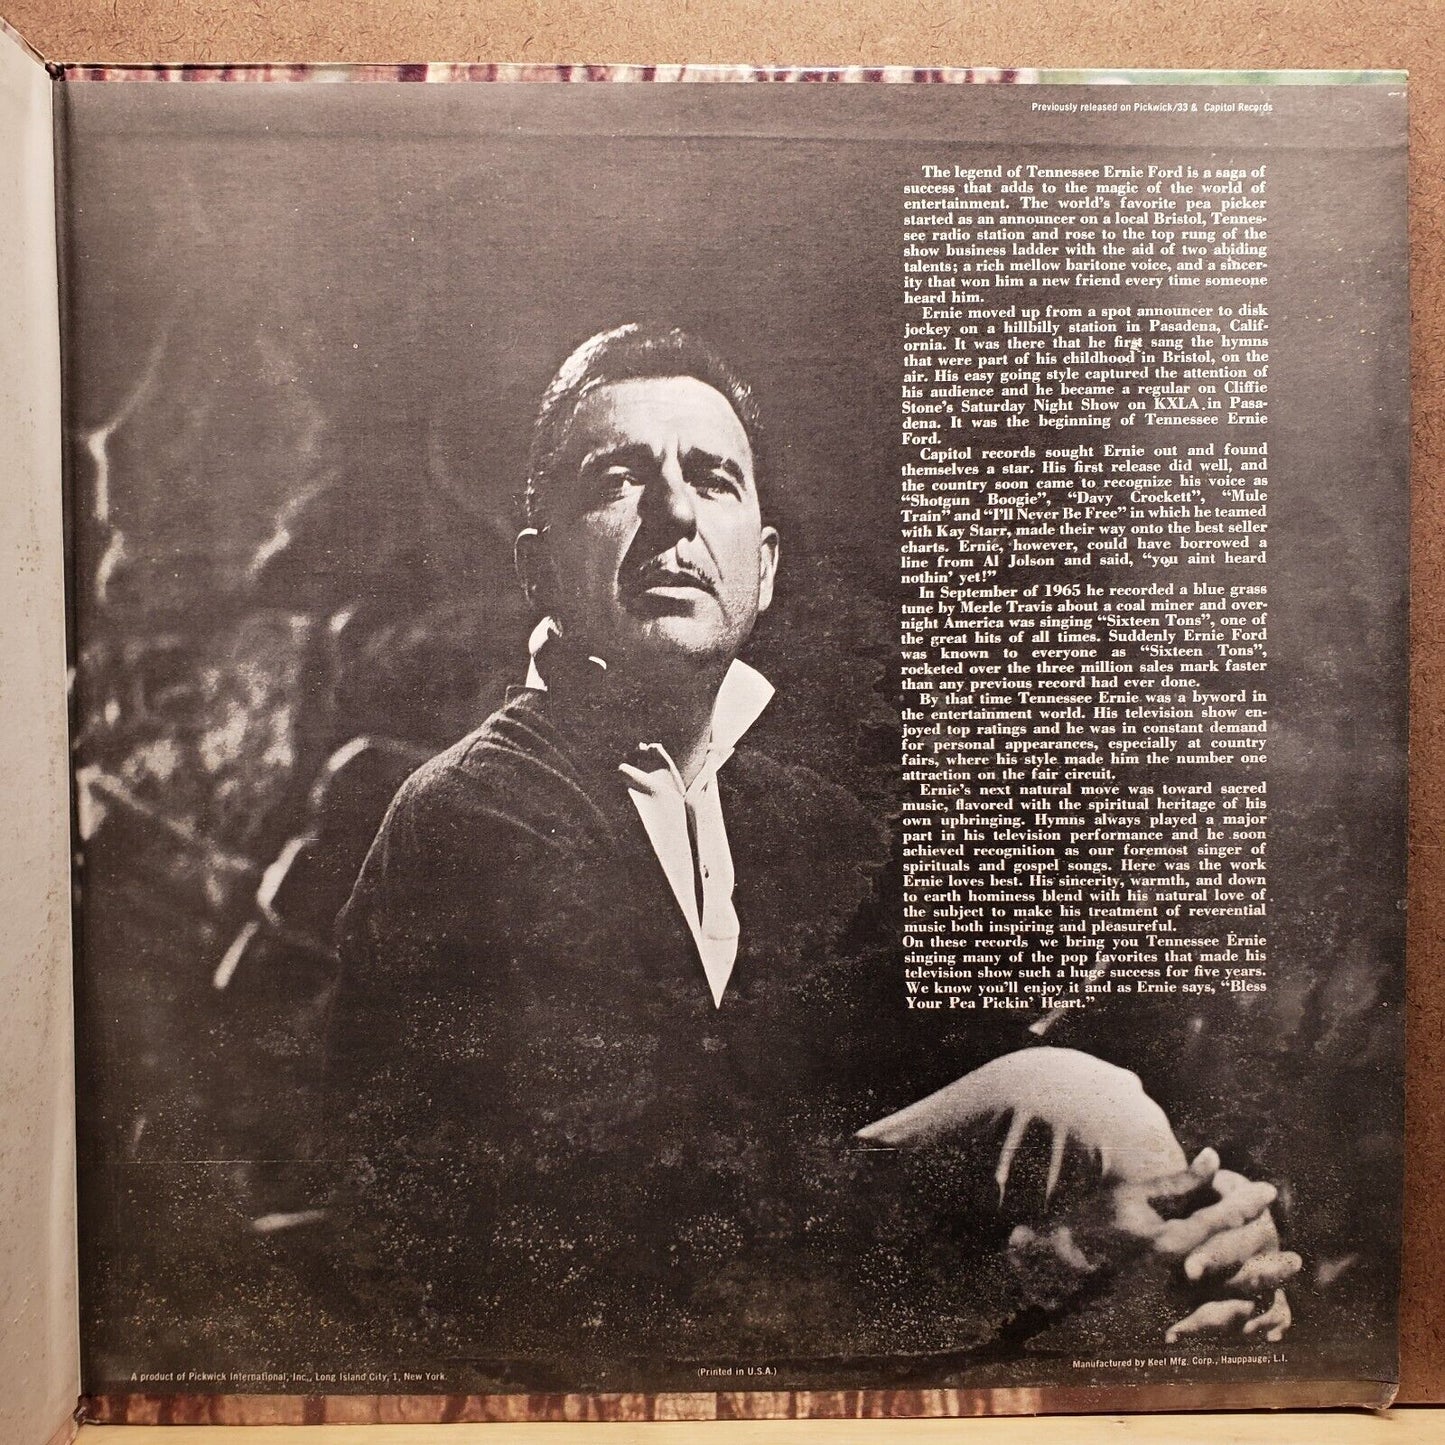 Previously released on Pickwick/33 & Capitol Records
The legend of Tennessee Ernie Ford is a saga of
success that adds to the magic of the world of
entertainment. The world's favorite pea picker
started as an announcer on a local Bristol, Tennes-
see radio station and rose to the top rung of the
show business ladder with the aid of two abiding
talents; a rich mellow baritone voice, and a sincer-
ity that won him a new friend every time someone
heard him.
Ernie moved up from a spot announcer to disk
jockey on a hillbilly station in Pasadena, Calif-
ornia. It was there that he first sang the hymns
that were part of his childhood in Bristol, on the
air. His easy going style captured the attention of
his audience and he became a regular on Cliffie
Stone's Saturday Night Show on KXLA in Pasa-
dena. It was the beginning of Tennessee Ernie
Ford.
Capitol records sought Ernie out and found
themselves a star. His first release did well, and
the country soon came to recognize his voice as
“Shotgun Boogie”, “Davy Crockett”, “Mule
Train” and “I'll Never Be Free” in which he teamed
with Kay Starr, made their way onto the best seller
charts. Ernie, however, could have borrowed a
line from Al Jolson and said, “you aint heard
nothin' yet!”
In September of 1965 he recorded a blue grass
tune by Merle Travis about a coal miner and over-
night America was singing “Sixteen Tons”, one of
the great hits of all times. Suddenly Ernie Ford
was known to everyone as “Sixteen Tons”,
rocketed over the three million sales mark faster
than any previous record had ever done.
By that time Tennessee Ernie was a byword in
the entertainment world. His television show en-
joyed top ratings and he was in constant demand
for personal appearances, especially at country
fairs, where his style made him the number one
attraction on the fair circuit.
Ernie's next natural move was toward sacred
music, flavored with the spiritual heritage of his
own upbringing. Hymns always played a major
part in his television performance and he soon
achieved recognition as our foremost singer of
spirituals and gospel songs. Here was the work
Ernie loves best. His sincerity, warmth, and down
to earth hominess blend with his natural love of
the subject to make his treatment of reverential
music both inspiring and pleasureful.
On these records we bring you Tennessee Ernie
singing many of the pop favorites that made his
television show such a huge success for five years.
We know you'll enjoy it and as Ernie says, “Bless
Your Pea Pickin' Heart.”
A product of Pickwick International, Inc., Long Island City, 1, New York.
(Printed in U.S.A.)
Manufactured by Keel Mfg. Corp., Hauppauge, L.I.